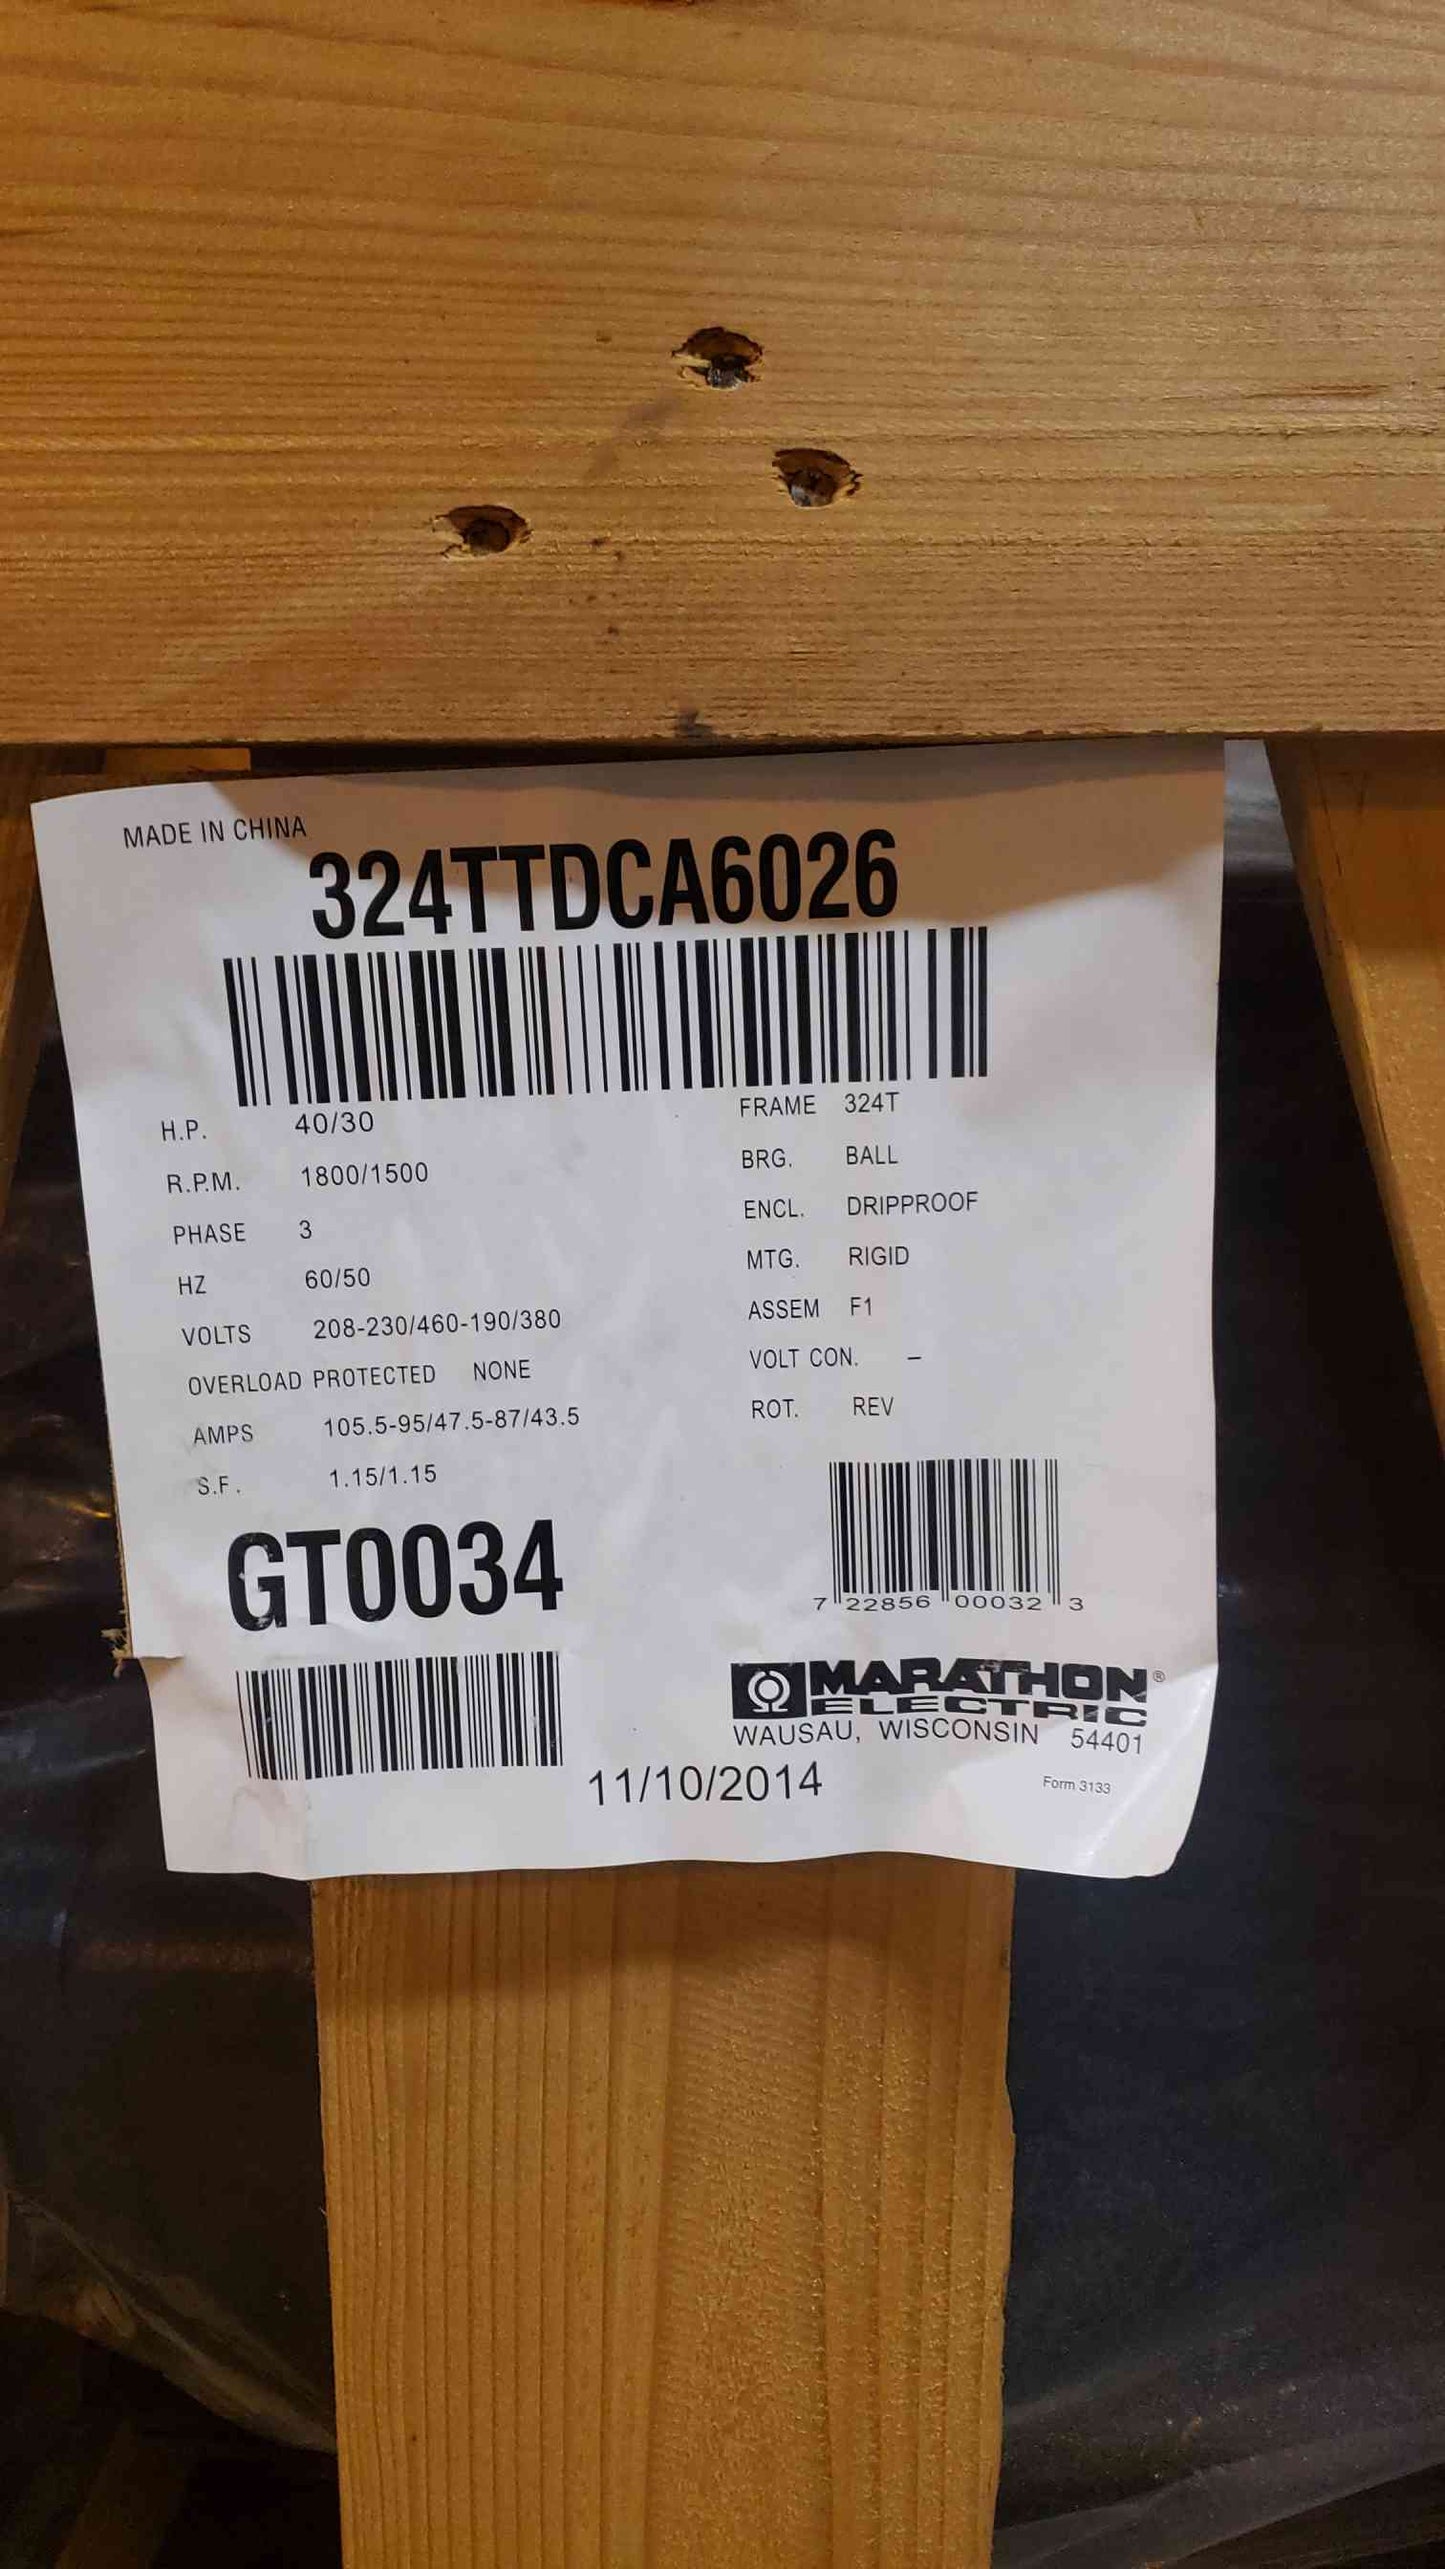 MADE IN CHINA
324TTDCA6026
H.P. 40/30
R.P.M. 1800/1500
PHASE 3
HZ 60/50
VOLTS 208-230/460-190/380
OVERLOAD PROTECTED NONE
AMPS 105.5-95/47.5-87/43.5
S.F. 1.15/1.15
FRAME 324T
BRG. BALL
ENCL. DRIPPROOF
MTG. RIGID
ASSEM F1
VOLT CON. –
ROT. REV
GT0034
7 22856 00032 3
MARATHON®
ELECTRIC
WAUSAU, WISCONSIN 54401
11/10/2014
Form 3133